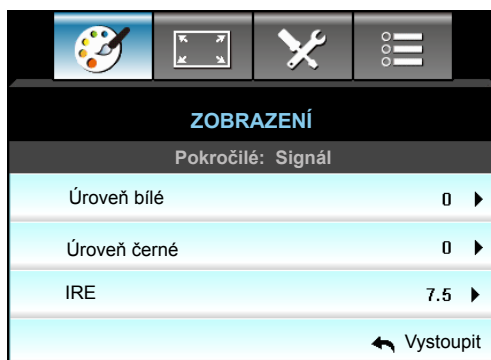 ZOBRAZENÍ
Pokročilé: Signál
Úroveň bílé 0
Úroveň černé 0
IRE 7.5
Vystoupit